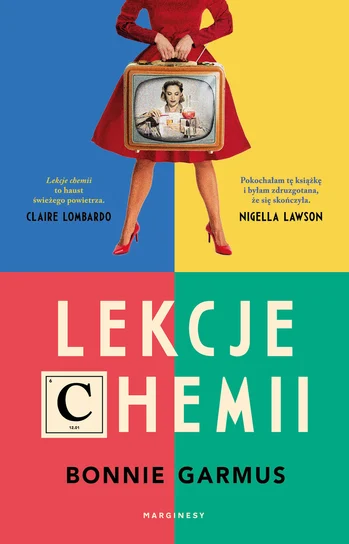 Lekcje chemii
to haust
świeżego powietrza.
CLAIRE LOMBARDO
Pokochałam tę książkę
i byłam zdruzgotana,
że się skończyła.
NIGELLA LAWSON
LEKCJE
6
CHEMII
12.01
BONNIE GARMUS
MARGINESY